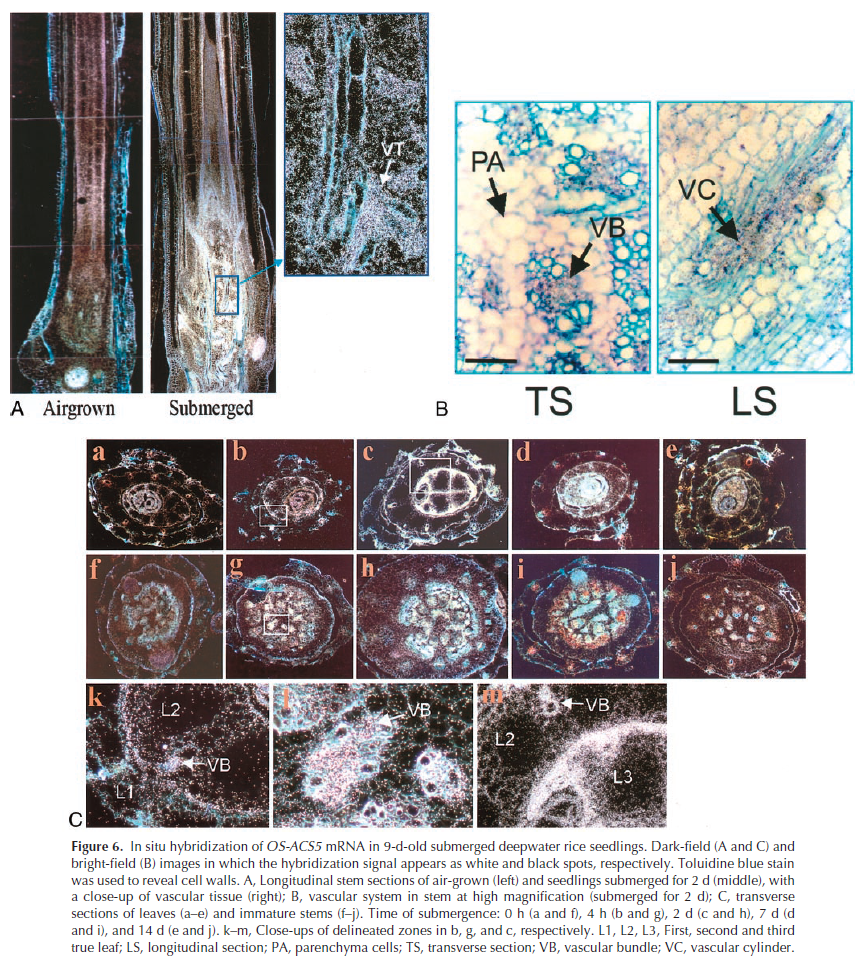 VT
A Airgrown Submerged
PA
VB
VC
B TS LS
a b c d e
f g h i j
k L2 VB L1
l VB
m VB L2 L3
C
Figure 6. In situ hybridization of OS-ACS5 mRNA in 9-d-old submerged deepwater rice seedlings. Dark-field (A and C) and
bright-field (B) images in which the hybridization signal appears as white and black spots, respectively. Toluidine blue stain
was used to reveal cell walls. A, Longitudinal stem sections of air-grown (left) and seedlings submerged for 2 d (middle), with
a close-up of vascular tissue (right); B, vascular system in stem at high magnification (submerged for 2 d); C, transverse
sections of leaves (a–e) and immature stems (f–j). Time of submergence: 0 h (a and f), 4 h (b and g), 2 d (c and h), 7 d (d
and i), and 14 d (e and j). k–m, Close-ups of delineated zones in b, g, and c, respectively. L1, L2, L3, First, second and third
true leaf; LS, longitudinal section; PA, parenchyma cells; TS, transverse section; VB, vascular bundle; VC, vascular cylinder.